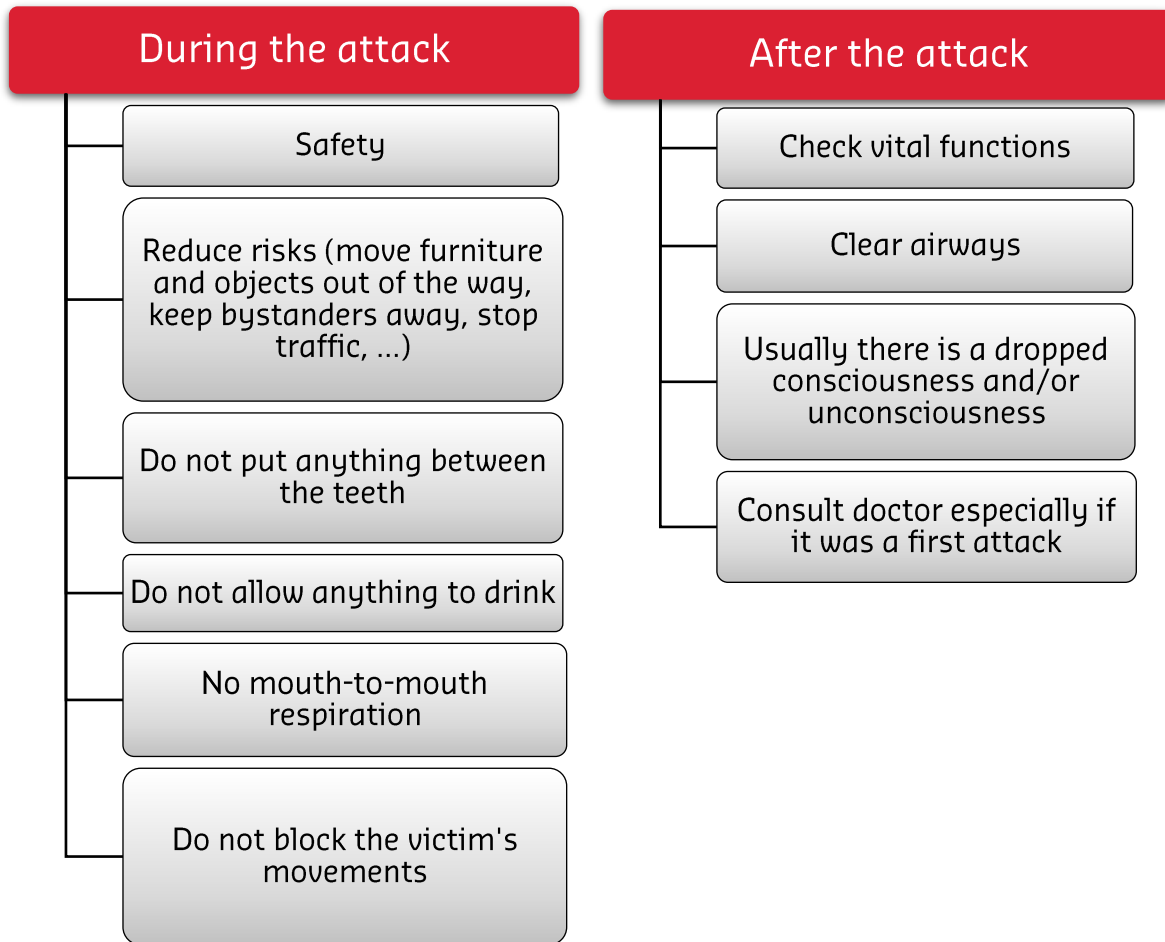 During the attack
Safety
Reduce risks (move furniture
and objects out of the way,
keep bystanders away, stop
traffic, ...)
Do not put anything between
the teeth
Do not allow anything to drink
No mouth-to-mouth
respiration
Do not block the victim's
movements
After the attack
Check vital functions
Clear airways
Usually there is a dropped
consciousness and/or
unconsciousness
Consult doctor especially if
it was a first attack